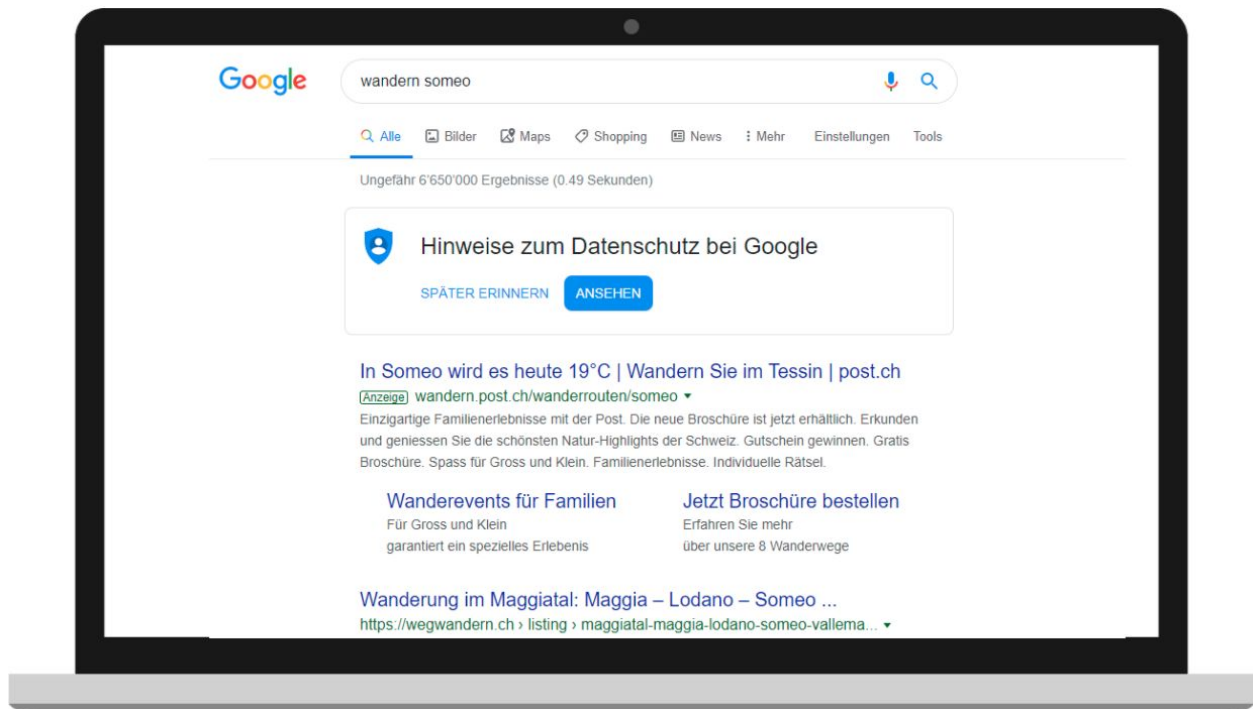 Google
wandern someo
Alle Bilder Maps Shopping News Mehr Einstellungen Tools
Ungefähr 6'650'000 Ergebnisse (0.49 Sekunden)
Hinweise zum Datenschutz bei Google
SPÄTER ERINNERN ANSEHEN
In Someo wird es heute 19°C | Wandern Sie im Tessin | post.ch
Anzeige wandern.post.ch/wanderrouten/someo
Einzigartige Familienerlebnisse mit der Post. Die neue Broschüre ist jetzt erhältlich. Erkunden
und geniessen Sie die schönsten Natur-Highlights der Schweiz. Gutschein gewinnen. Gratis
Broschüre. Spass für Gross und Klein. Familienerlebnisse. Individuelle Rätsel.
Wanderevents für Familien
Für Gross und Klein
garantiert ein spezielles Erlebenis
Jetzt Broschüre bestellen
Erfahren Sie mehr
über unsere 8 Wanderwege
Wanderung im Maggiatal: Maggia – Lodano – Someo ...
https://wegwandern.ch › listing › maggiatal-maggia-lodano-someo-vallema...